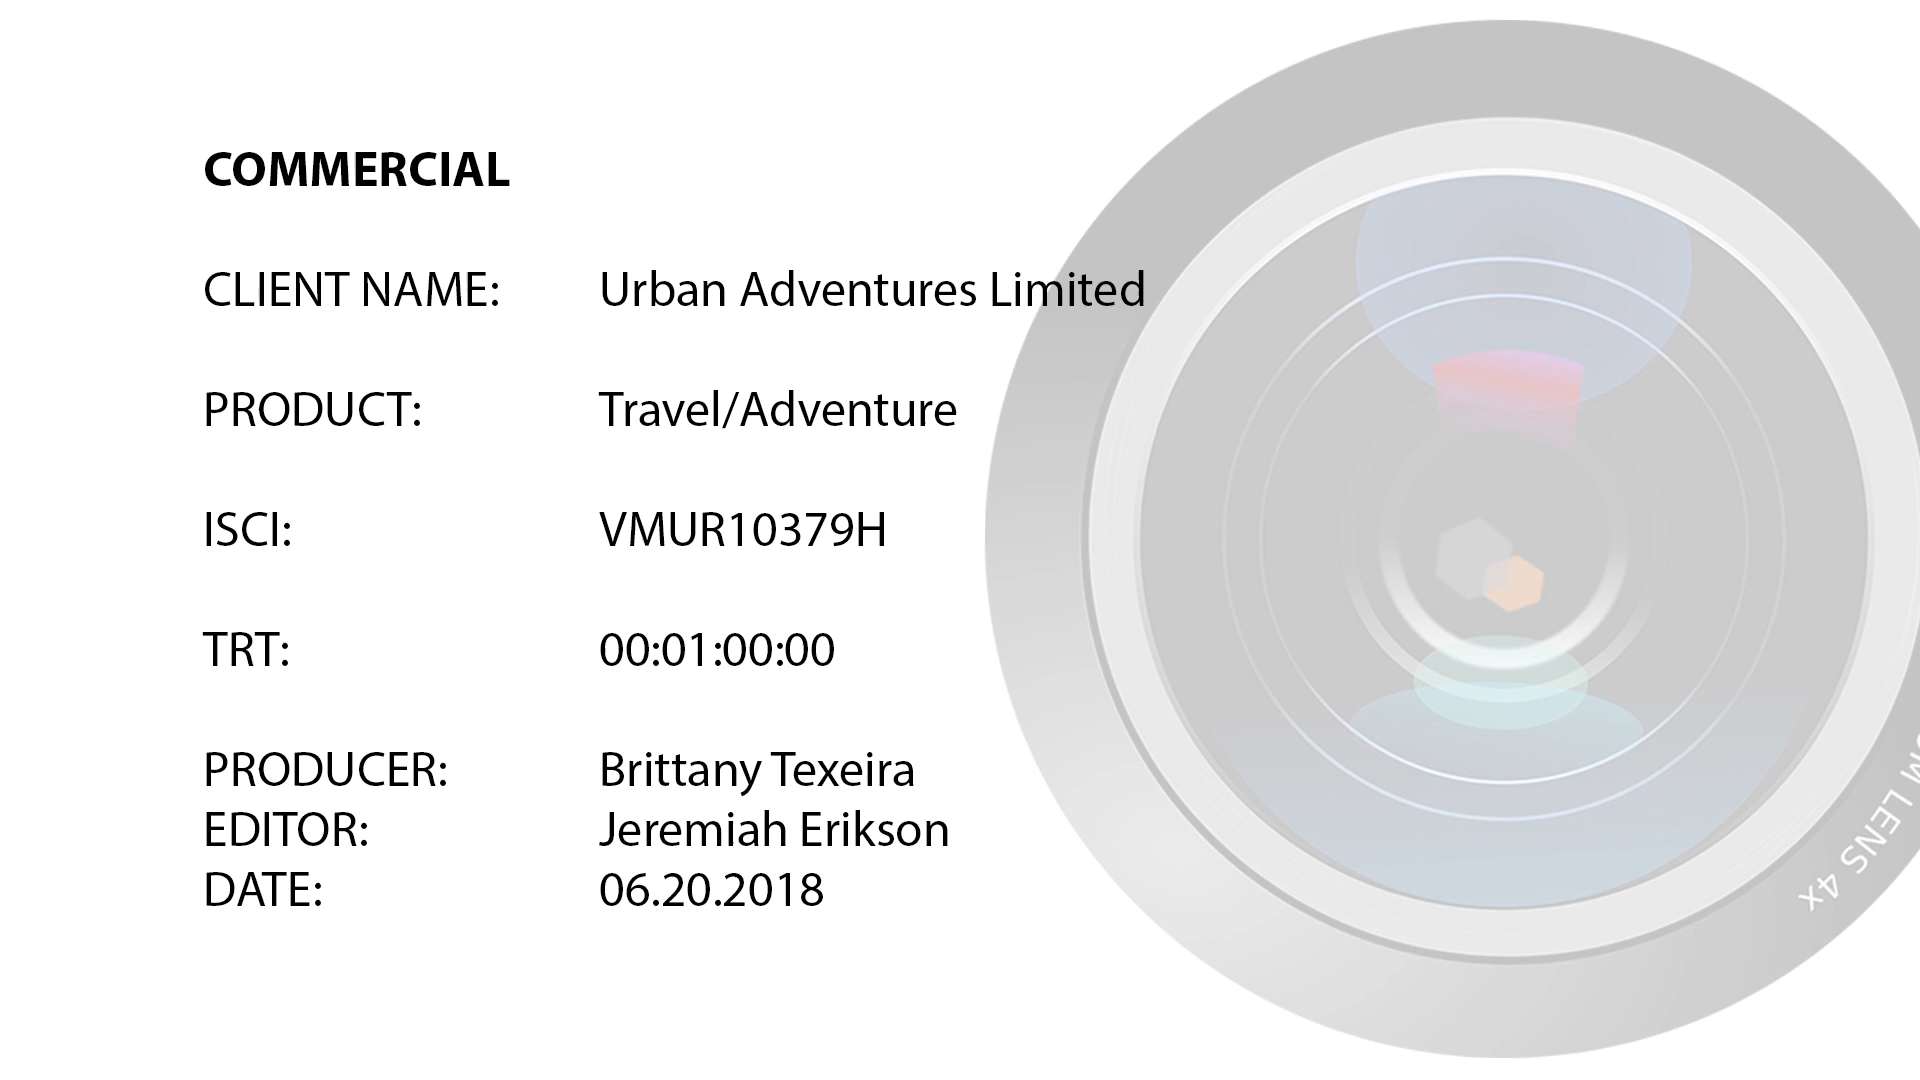 COMMERCIAL
CLIENT NAME: Urban Adventures Limited
PRODUCT: Travel/Adventure
ISCI: VMUR10379H
TRT: 00:01:00:00
PRODUCER: Brittany Texeira
EDITOR: Jeremiah Erikson
DATE: 06.20.2018
LENS 4x